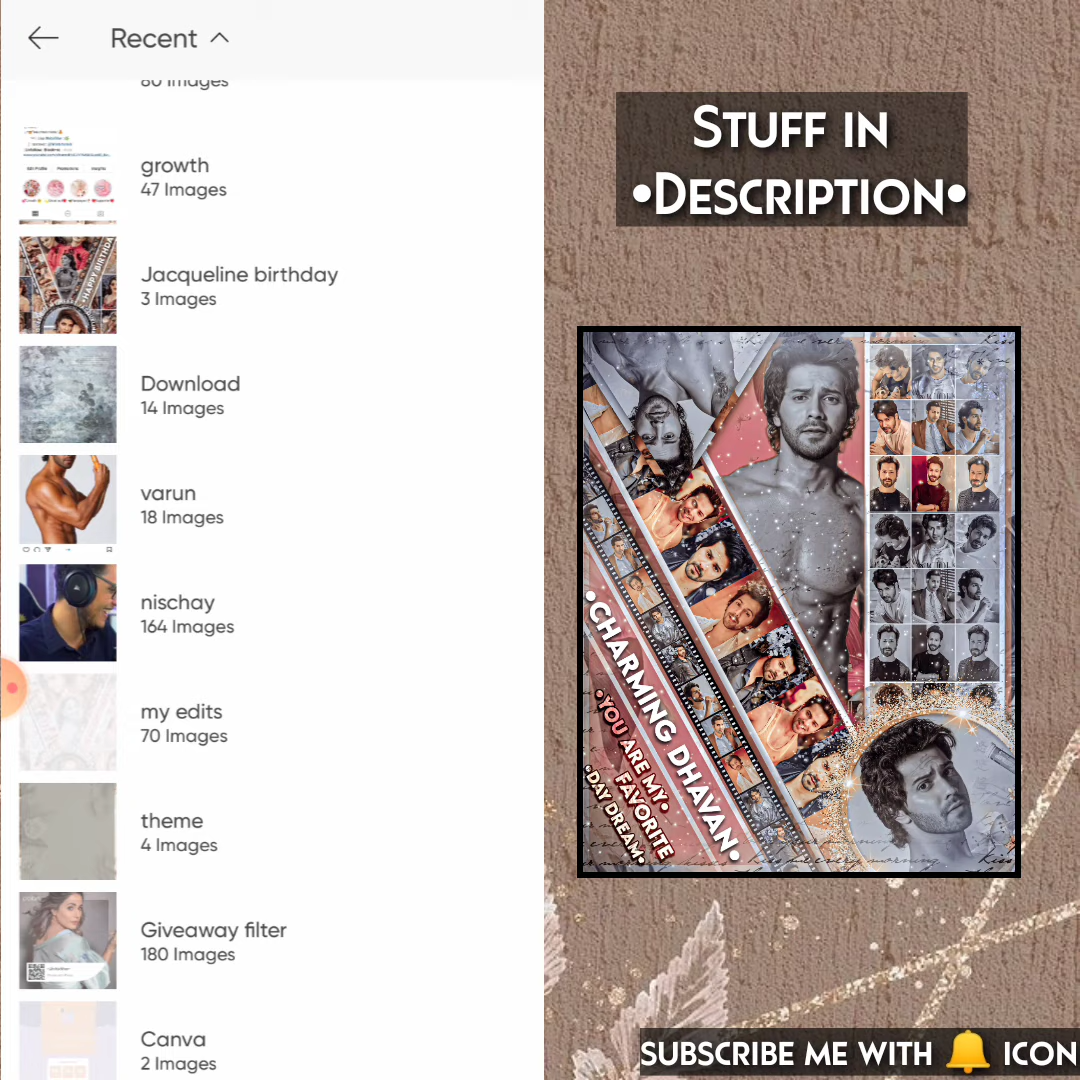 Recent
80 Images
growth
47 Images
Jacqueline birthday
3 Images
Download
14 Images
varun
18 Images
nischay
164 Images
my edits
70 Images
theme
4 Images
Giveaway filter
180 Images
Canva
2 Images
STUFF IN
•DESCRIPTION•
•CHARMING DHAVAN•
•YOU ARE MY•
FAVORITE
•DAY DREAM•
SUBSCRIBE ME WITH 🔔 ICON